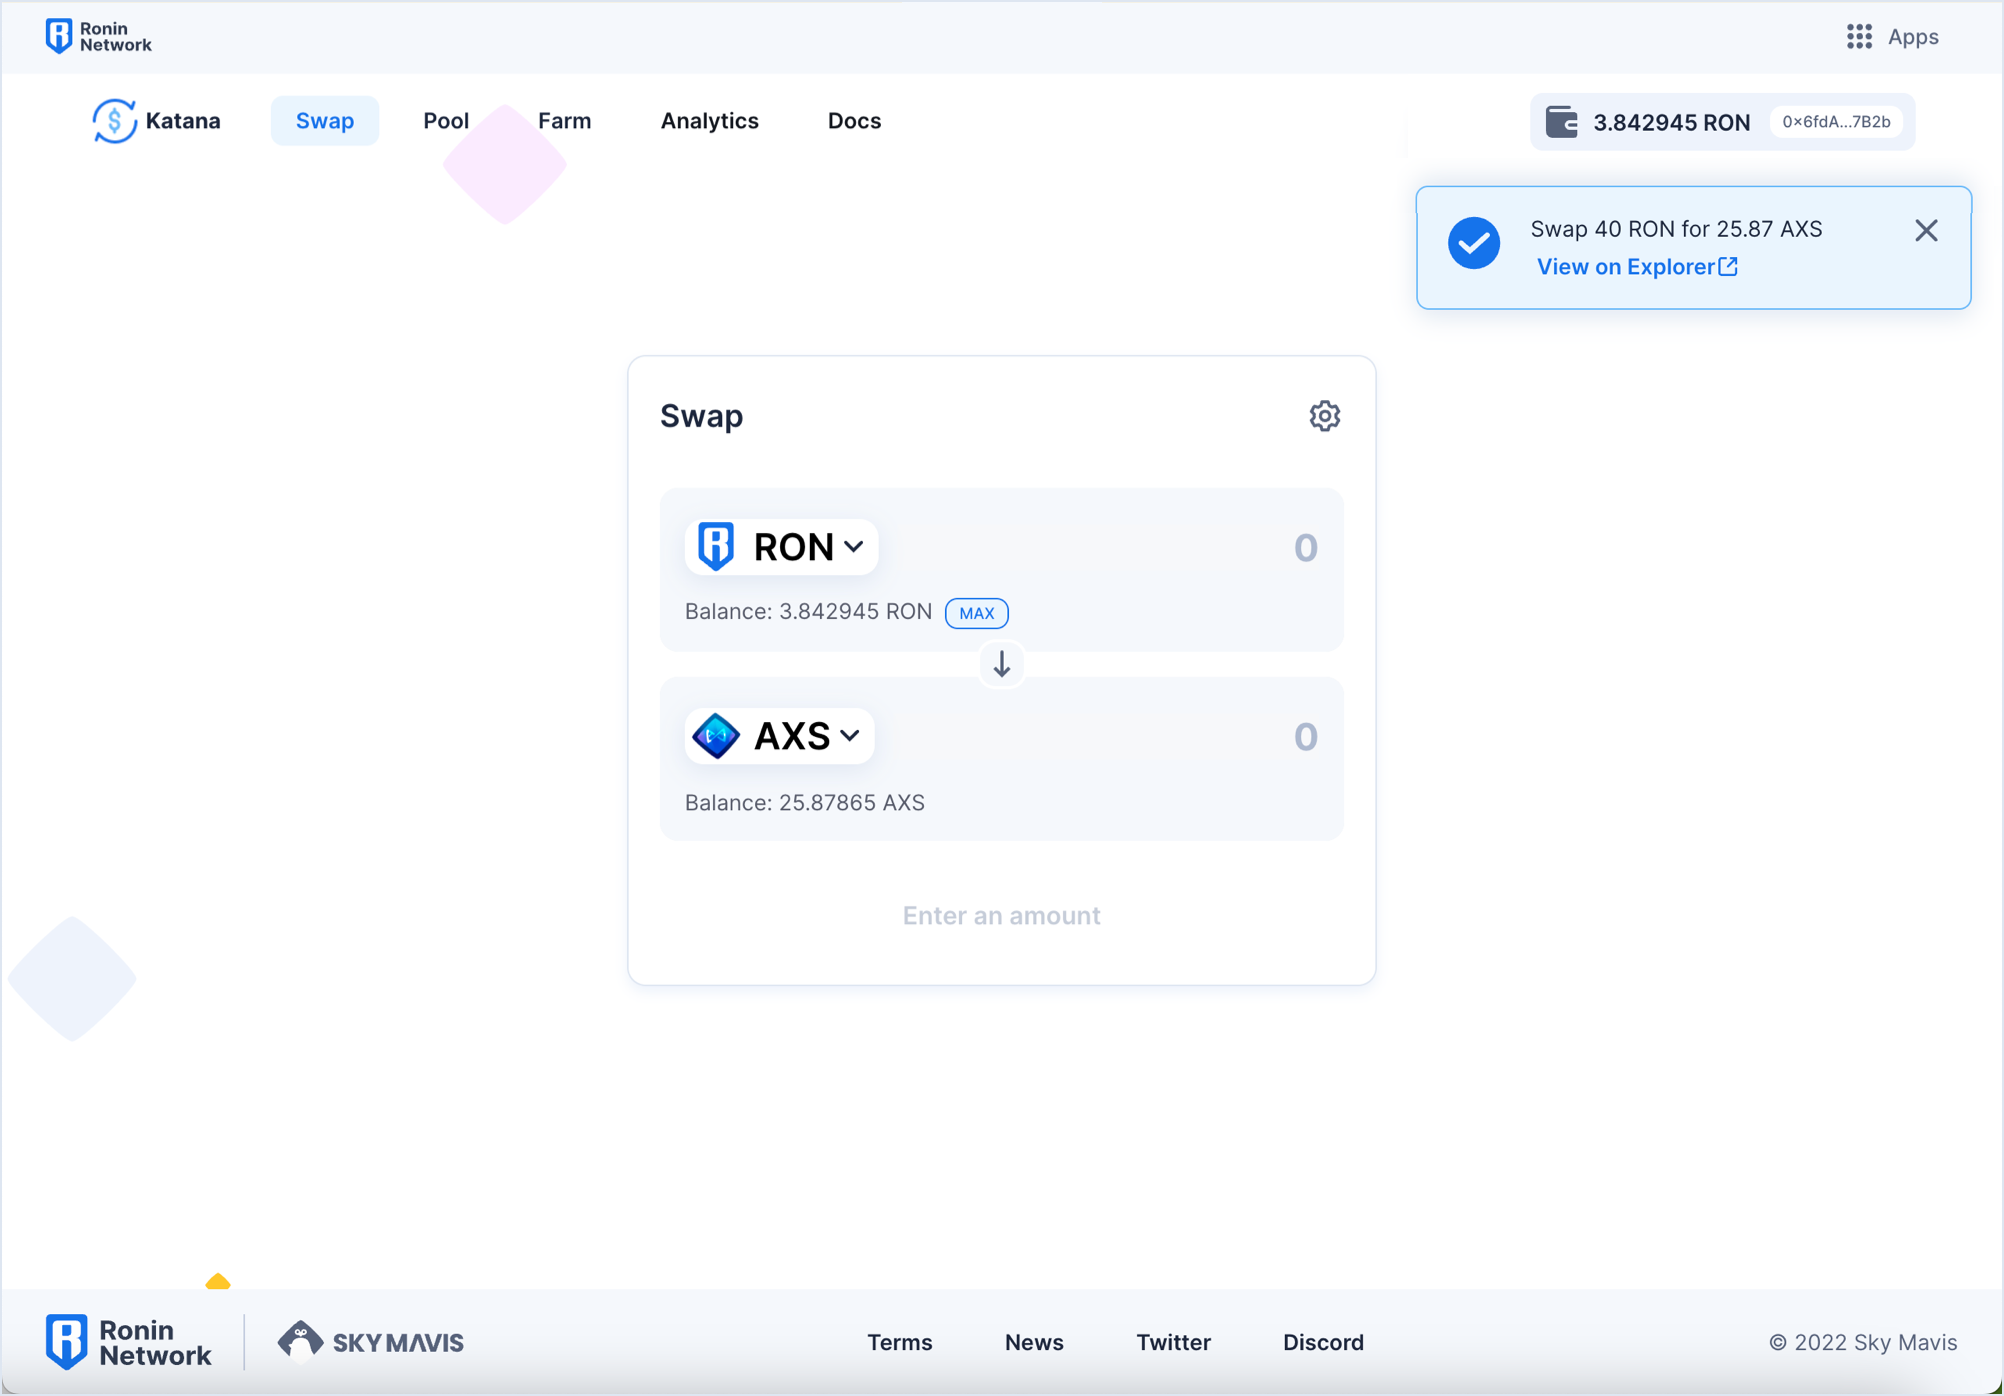 Ronin
Network
Apps
Katana
Swap
Pool
Farm
Analytics
Docs
3.842945 RON
0x6fdA...7B2b
Swap 40 RON for 25.87 AXS
View on Explorer
Swap
RON
0
Balance: 3.842945 RON
MAX
AXS
0
Balance: 25.87865 AXS
Enter an amount
Ronin
Network
SKY MAVIS
Terms
News
Twitter
Discord
© 2022 Sky Mavis